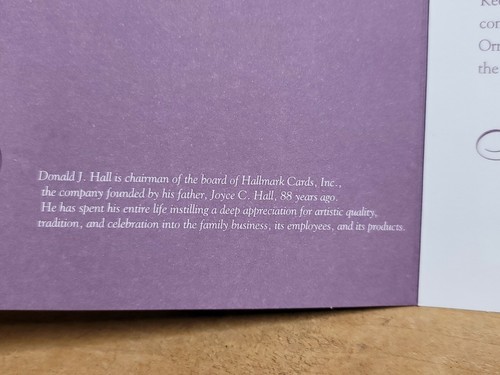 Donald J. Hall is chairman of the board of Hallmark Cards, Inc.,
the company founded by his father, Joyce C. Hall, 88 years ago.
He has spent his entire life instilling a deep appreciation for artistic quality,
tradition, and celebration into the family business, its employees, and its products.
the